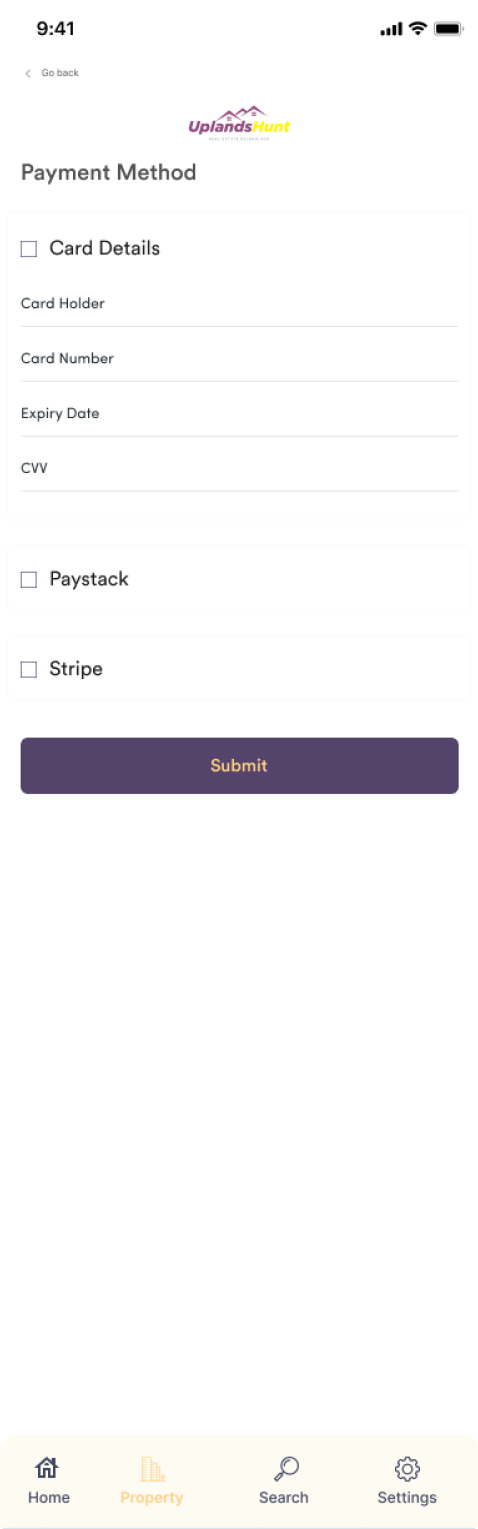 9:41
Go back
UplandsHunt
Payment Method
Card Details
Card Holder
Card Number
Expiry Date
CVV
Paystack
Stripe
Submit
Home
Property
Search
Settings